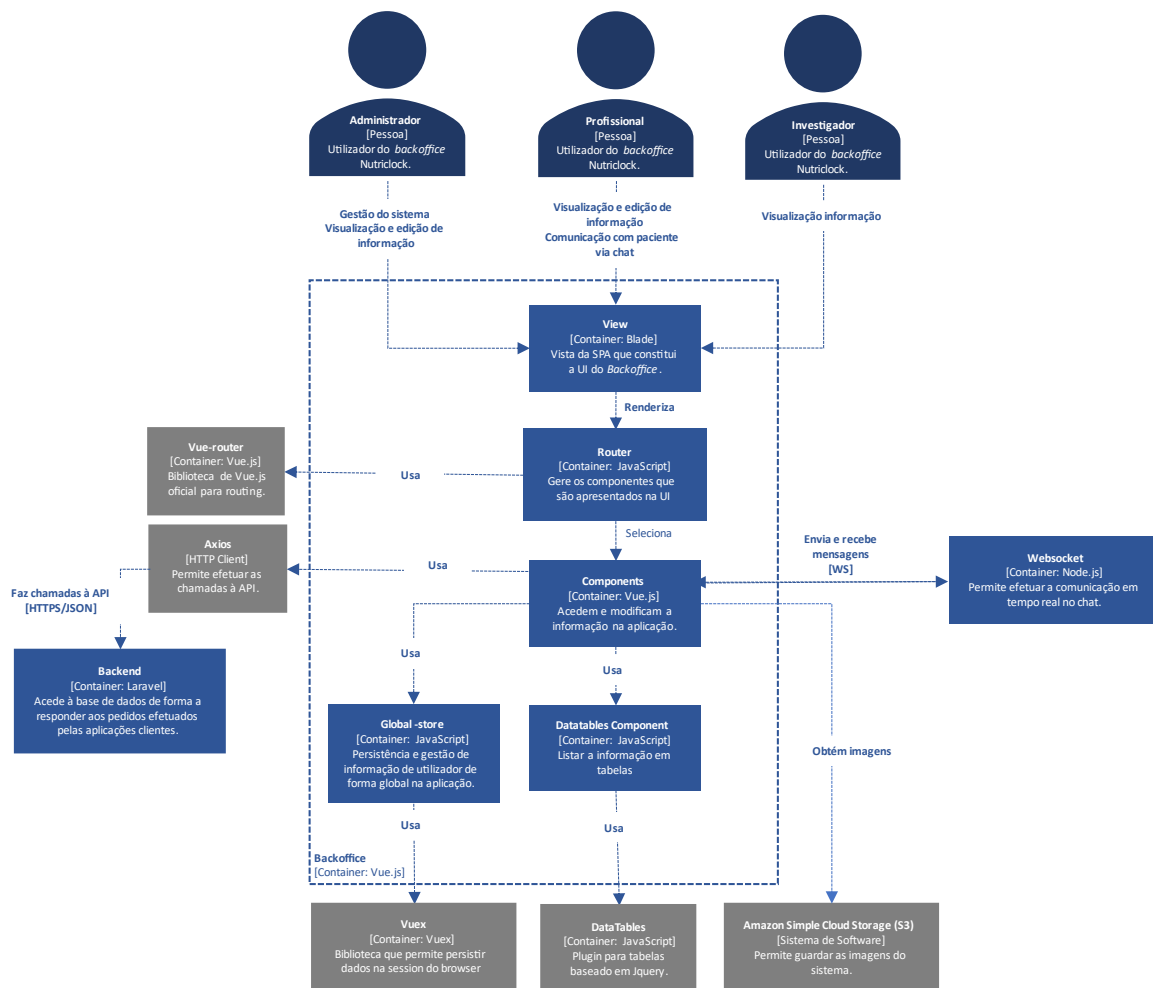 Administrador
[Pessoa]
Utilizador do backoffice
Nutriclock.
Profissional
[Pessoa]
Utilizador do backoffice
Nutriclock.
Investigador
[Pessoa]
Utilizador do backoffice
Nutriclock.
Gestão do sistema
Visualização e edição de
informação
Visualização e edição de
informação
Comunicação com paciente
via chat
Visualização informação
View
[Container: Blade]
Vista da SPA que constitui
a UI do Backoffice.
Renderiza
Vue-router
[Container: Vue.js]
Biblioteca de Vue.js
oficial para routing.
Usa
Router
[Container: JavaScript]
Gere os componentes que
são apresentados na UI
Seleciona
Axios
[HTTP Client]
Permite efetuar as
chamadas à API.
Usa
Components
[Container: Vue.js]
Acedem e modificam a
informação na aplicação.
Envia e recebe
mensagens
[WS]
Websocket
[Container: Node.js]
Permite efetuar a comunicação em
tempo real no chat.
Faz chamadas à API
[HTTPS/JSON]
Backend
[Container: Laravel]
Acede à base de dados de forma a
responder aos pedidos efetuados
pelas aplicações clientes.
Usa
Usa
Global -store
[Container: JavaScript]
Persistência e gestão de
informação de utilizador de
forma global na aplicação.
Datatables Component
[Container: JavaScript]
Listar a informação em
tabelas
Obtém imagens
Usa
Usa
Backoffice
[Container: Vue.js]
Vuex
[Container: Vuex]
Biblioteca que permite persistir
dados na session do browser
DataTables
[Container: JavaScript]
Plugin para tabelas
baseado em Jquery.
Amazon Simple Cloud Storage (S3)
[Sistema de Software]
Permite guardar as imagens do
sistema.